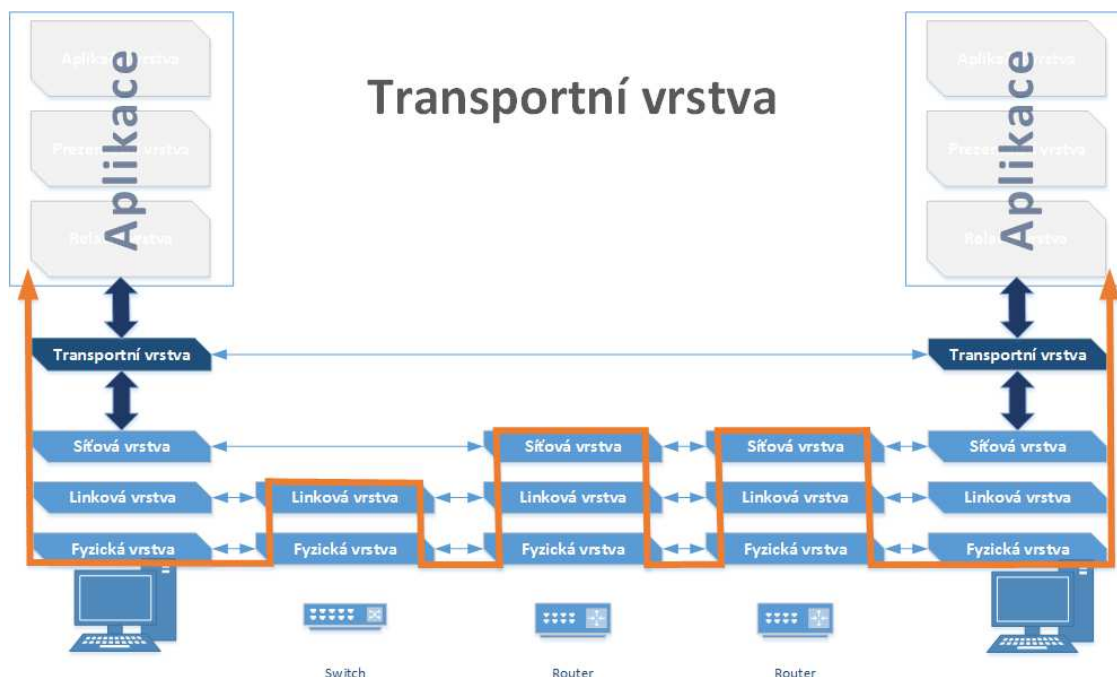 Transportní vrstva
Aplikace
Aplikace
Transportní vrstva
Transportní vrstva
Síťová vrstva
Síťová vrstva
Síťová vrstva
Síťová vrstva
Linková vrstva
Linková vrstva
Linková vrstva
Linková vrstva
Linková vrstva
Fyzická vrstva
Fyzická vrstva
Fyzická vrstva
Fyzická vrstva
Fyzická vrstva
Switch
Router
Router